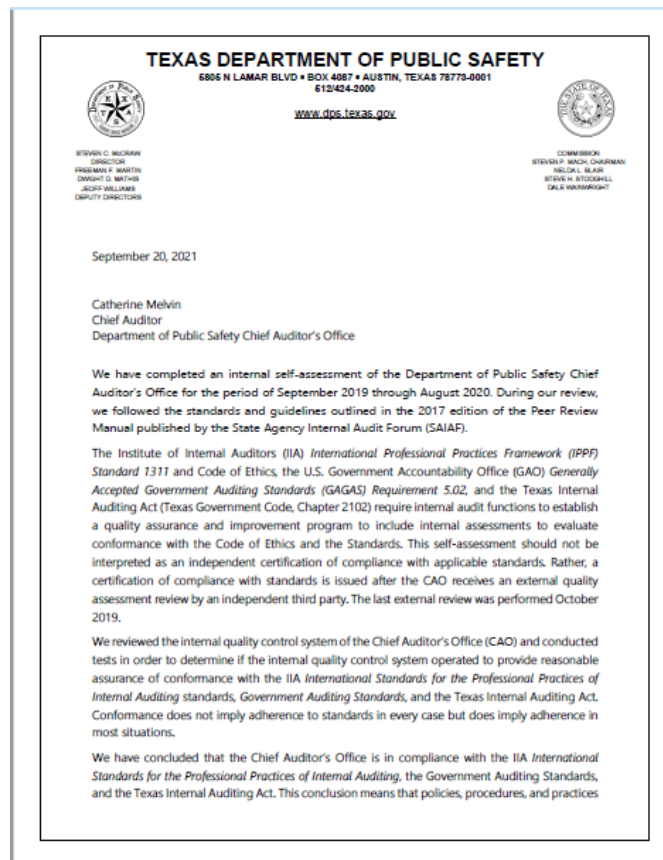 TEXAS DEPARTMENT OF PUBLIC SAFETY
5805 N LAMAR BLVD • BOX 4087 • AUSTIN, TEXAS 78773-0001
512/424-2000
www.dps.texas.gov
STEVEN C. McCRAW
DIRECTOR
FREEMAN F. MARTIN
DWIGHT D. MATHIS
JEOFF WILLIAMS
DEPUTY DIRECTORS
THE STATE OF TEXAS
COMMISSION
STEVEN P. MACH, CHAIRMAN
NELDA L. BLAIR
STEVE H. STODGHILL
DALE WAINWRIGHT
September 20, 2021
Catherine Melvin
Chief Auditor
Department of Public Safety Chief Auditor's Office
We have completed an internal self-assessment of the Department of Public Safety Chief
Auditor's Office for the period of September 2019 through August 2020. During our review,
we followed the standards and guidelines outlined in the 2017 edition of the Peer Review
Manual published by the State Agency Internal Audit Forum (SAIAF).
The Institute of Internal Auditors (IIA) International Professional Practices Framework (IPPF)
Standard 1311 and Code of Ethics, the U.S. Government Accountability Office (GAO) Generally
Accepted Government Auditing Standards (GAGAS) Requirement 5.02, and the Texas Internal
Auditing Act (Texas Government Code, Chapter 2102) require internal audit functions to establish
a quality assurance and improvement program to include internal assessments to evaluate
conformance with the Code of Ethics and the Standards. This self-assessment should not be
interpreted as an independent certification of compliance with applicable standards. Rather, a
certification of compliance with standards is issued after the CAO receives an external quality
assessment review by an independent third party. The last external review was performed October
2019.
We reviewed the internal quality control system of the Chief Auditor's Office (CAO) and conducted
tests in order to determine if the internal quality control system operated to provide reasonable
assurance of conformance with the IIA International Standards for the Professional Practices of
Internal Auditing standards, Government Auditing Standards, and the Texas Internal Auditing Act.
Conformance does not imply adherence to standards in every case but does imply adherence in
most situations.
We have concluded that the Chief Auditor's Office is in compliance with the IIA International
Standards for the Professional Practices of Internal Auditing, the Government Auditing Standards,
and the Texas Internal Auditing Act. This conclusion means that policies, procedures, and practices